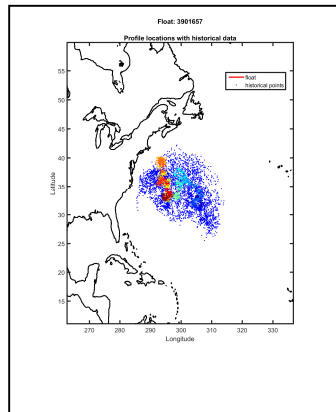 Float: 3901657
Profile locations with historical data
float
historical points
Latitude
55
50
45
40
35
30
25
20
15
270
280
290
300
310
320
330
Longitude